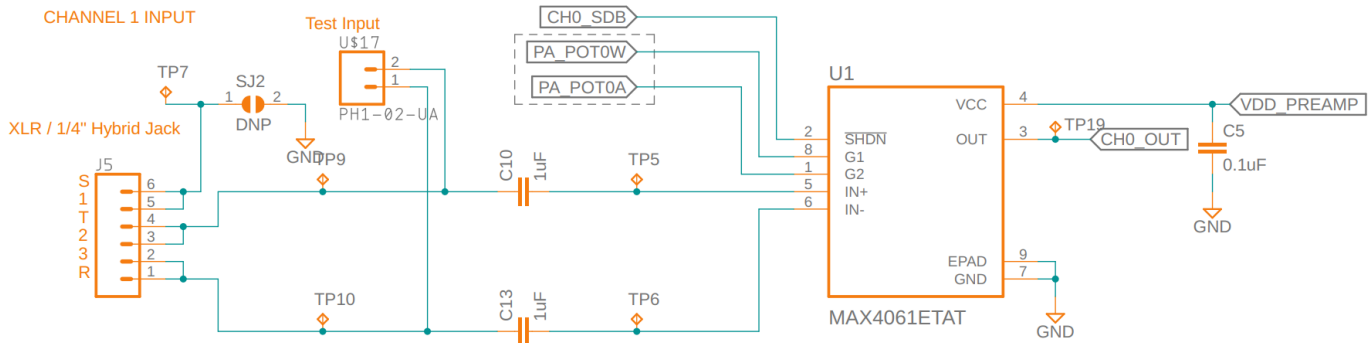 CHANNEL 1 INPUT
Test Input
U$17
2
1
PH1-02-UA
CH0_SDB
PA_POT0W
PA_POT0A
TP7
SJ2
1
2
DNP
GND
XLR / 1/4" Hybrid Jack
J5
S
1
T
2
3
R
6
5
4
3
2
1
TP9
TP10
C10
1uF
C13
1uF
TP5
TP6
U1
2
SHDN
8
G1
1
G2
5
IN+
6
IN-
VCC
4
OUT
3
EPAD
9
GND
7
MAX4061ETAT
VDD_PREAMP
TP19
CH0_OUT
C5
0.1uF
GND
GND